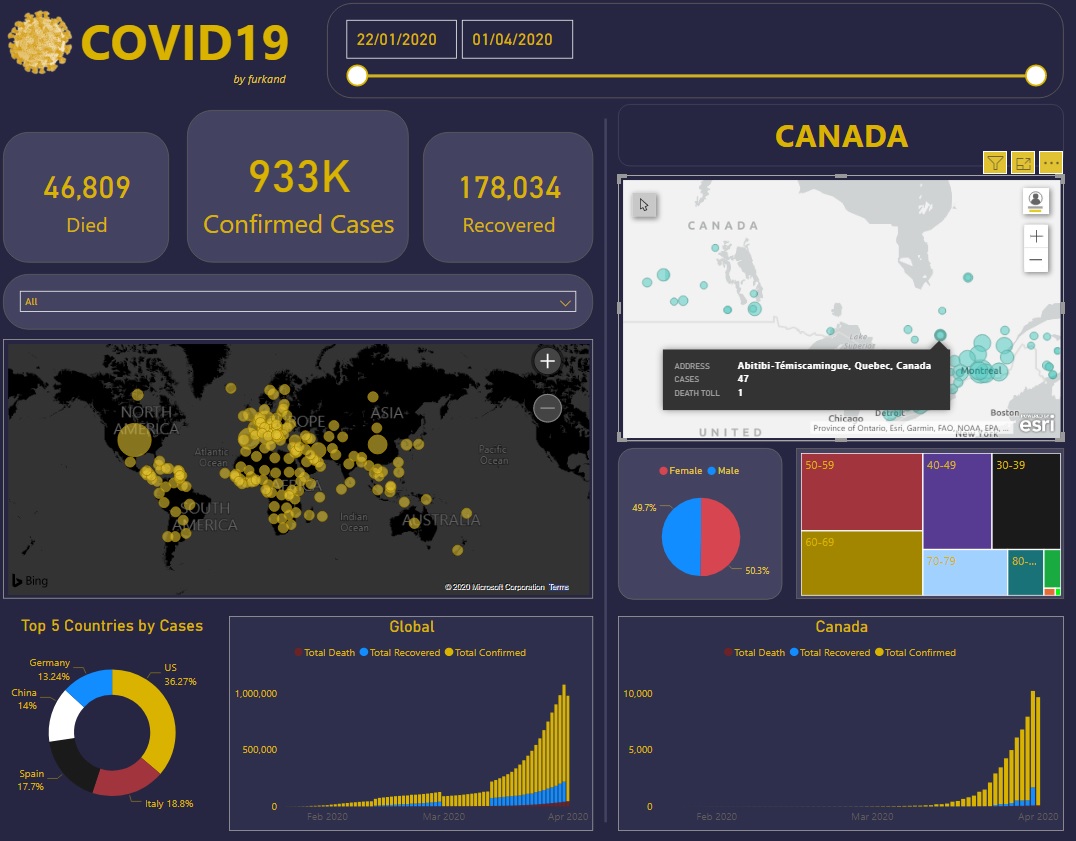 COVID19
by furkand
22/01/2020
01/04/2020
46,809
Died
933K
Confirmed Cases
178,034
Recovered
All
NORTH
AMERICA
ASIA
Atlantic
Ocean
Pacific
Ocean
SOUTH
AMERICA
Indian
Ocean
AUSTRALIA
Bing
© 2020 Microsoft Corporation Terms
CANADA
CANADA
Lake
Superior
ADDRESS Abitibi-Témiscamingue, Quebec, Canada
CASES 47
DEATH TOLL 1
Montreal
Detroit
Chicago
Boston
UNITED
Province of Ontario, Esri, Garmin, FAO, NOAA, EPA, ...
esri
New York
Female Male
49.7%
50.3%
50-59
40-49
30-39
60-69
70-79
80-...
Top 5 Countries by Cases
Germany
13.24%
US
36.27%
China
14%
Spain
17.7%
Italy 18.8%
Global
Total Death Total Recovered Total Confirmed
1,000,000
500,000
0
Feb 2020
Mar 2020
Apr 2020
Canada
Total Death Total Recovered Total Confirmed
10,000
5,000
0
Feb 2020
Mar 2020
Apr 2020